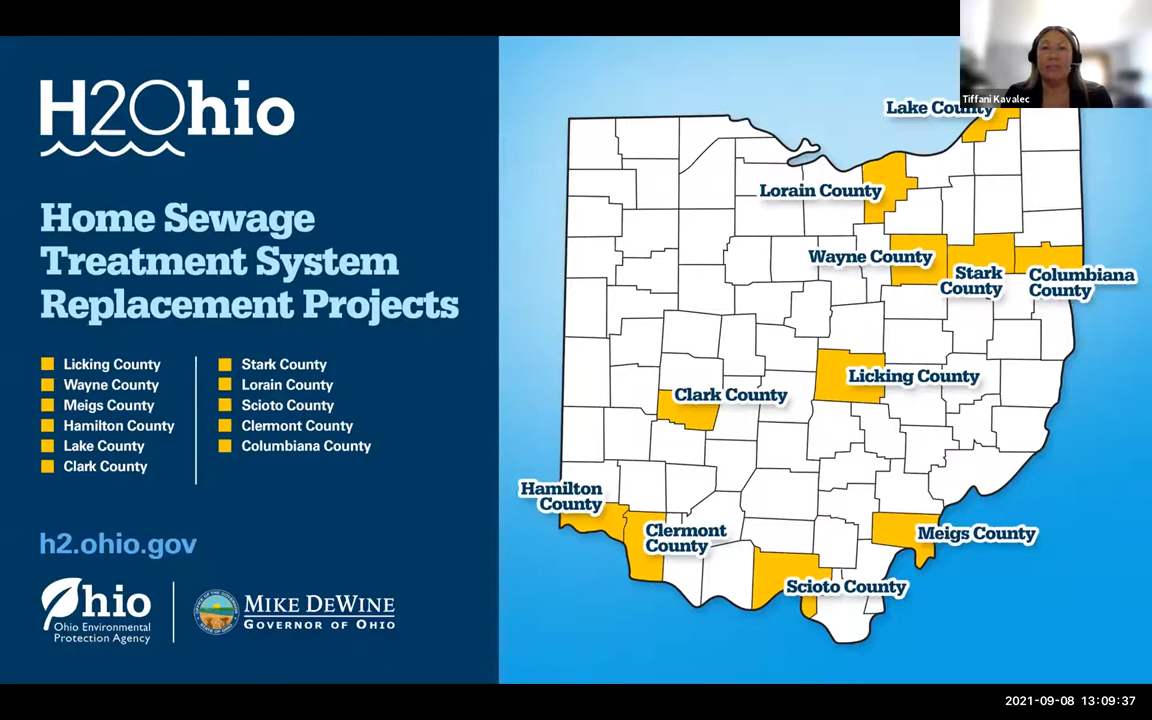 H2Ohio
Home Sewage
Treatment System
Replacement Projects
Licking County
Wayne County
Meigs County
Hamilton County
Lake County
Clark County
Stark County
Lorain County
Scioto County
Clermont County
Columbiana County
h2.ohio.gov
Ohio
Ohio Environmental
Protection Agency
MIKE DEWINE
GOVERNOR OF OHIO
Tiffani Kavalec
Lake County
Lorain County
Wayne County
Stark
County
Columbiana
County
Licking County
Clark County
Hamilton
County
Clermont
County
Meigs County
Scioto County
2021-09-08 13:09:37